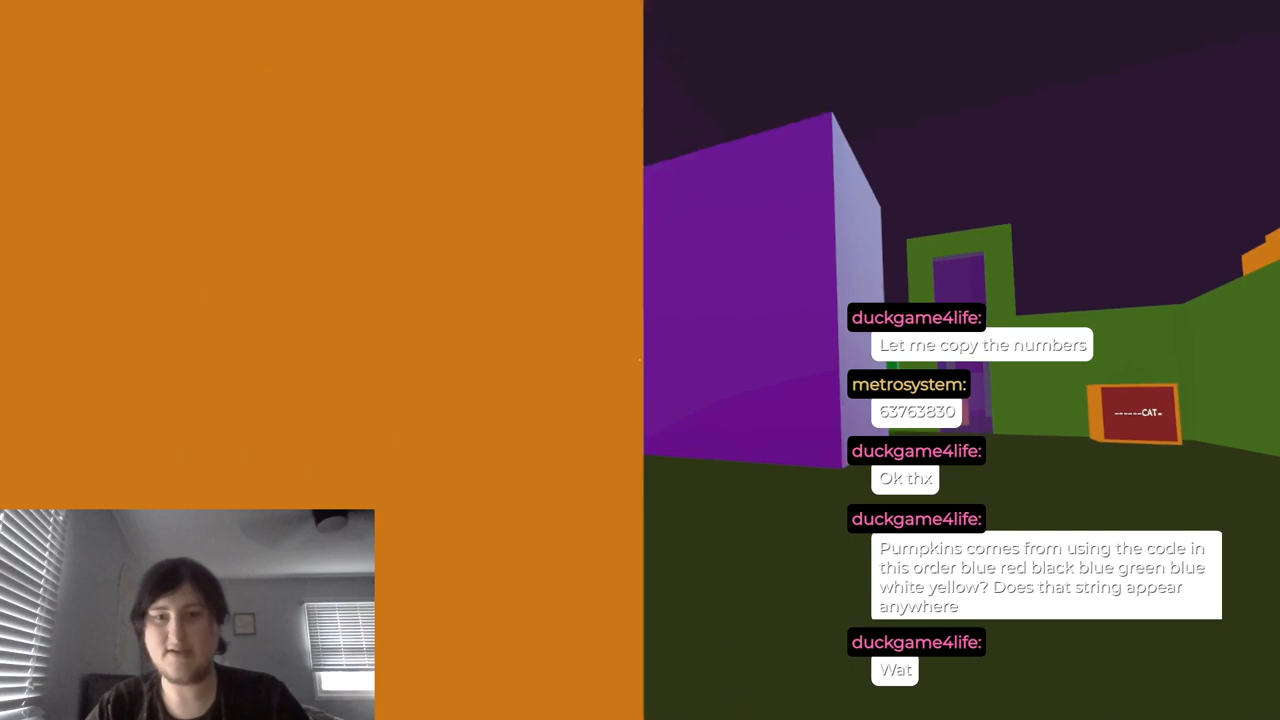 duckgame4life:
Let me copy the numbers
metrosystem:
63763830
------CAT-
duckgame4life:
Ok thx
duckgame4life:
Pumpkins comes from using the code in
this order blue red black blue green blue
white yellow? Does that string appear
anywhere
duckgame4life:
Wat